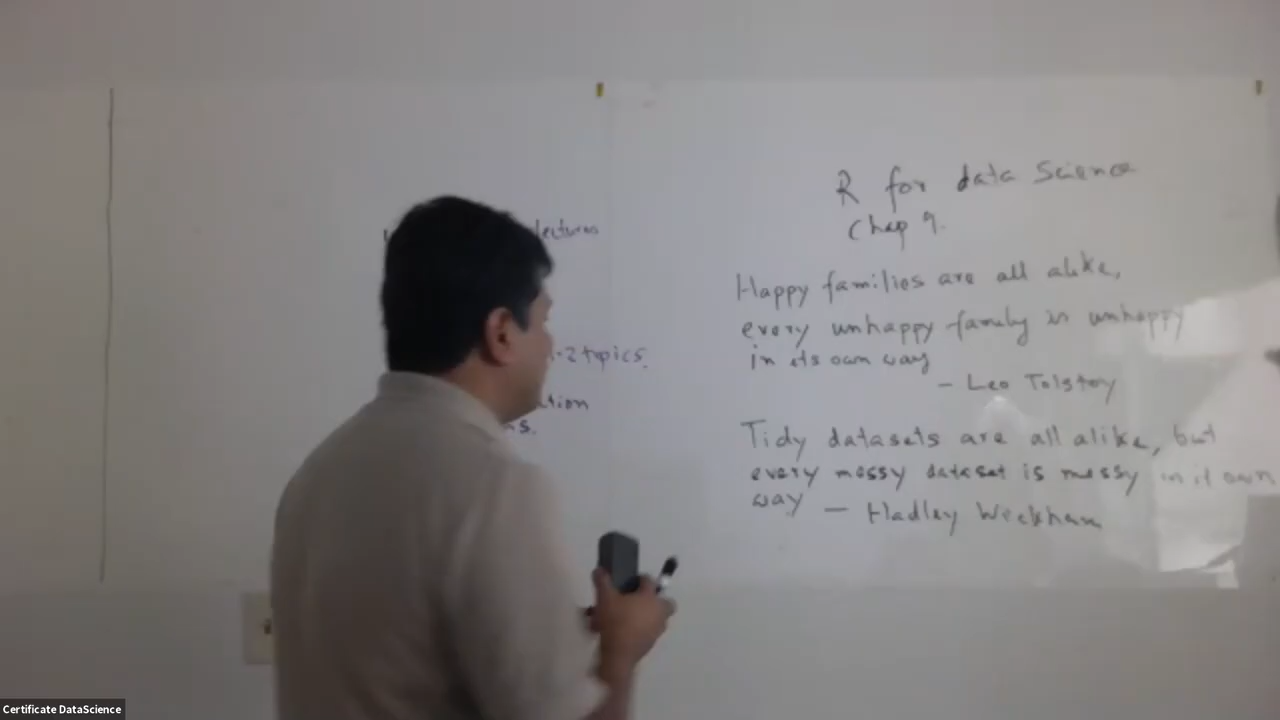 lectures
-2 topics.
R for data Science
Chap 9.
Happy families are all alike,
every unhappy family is unhappy
in its own way
- Leo Tolstoy
Tidy datasets are all alike, but
every messy dataset is messy in it own
way - Hadley Weckham
Certificate DataScience